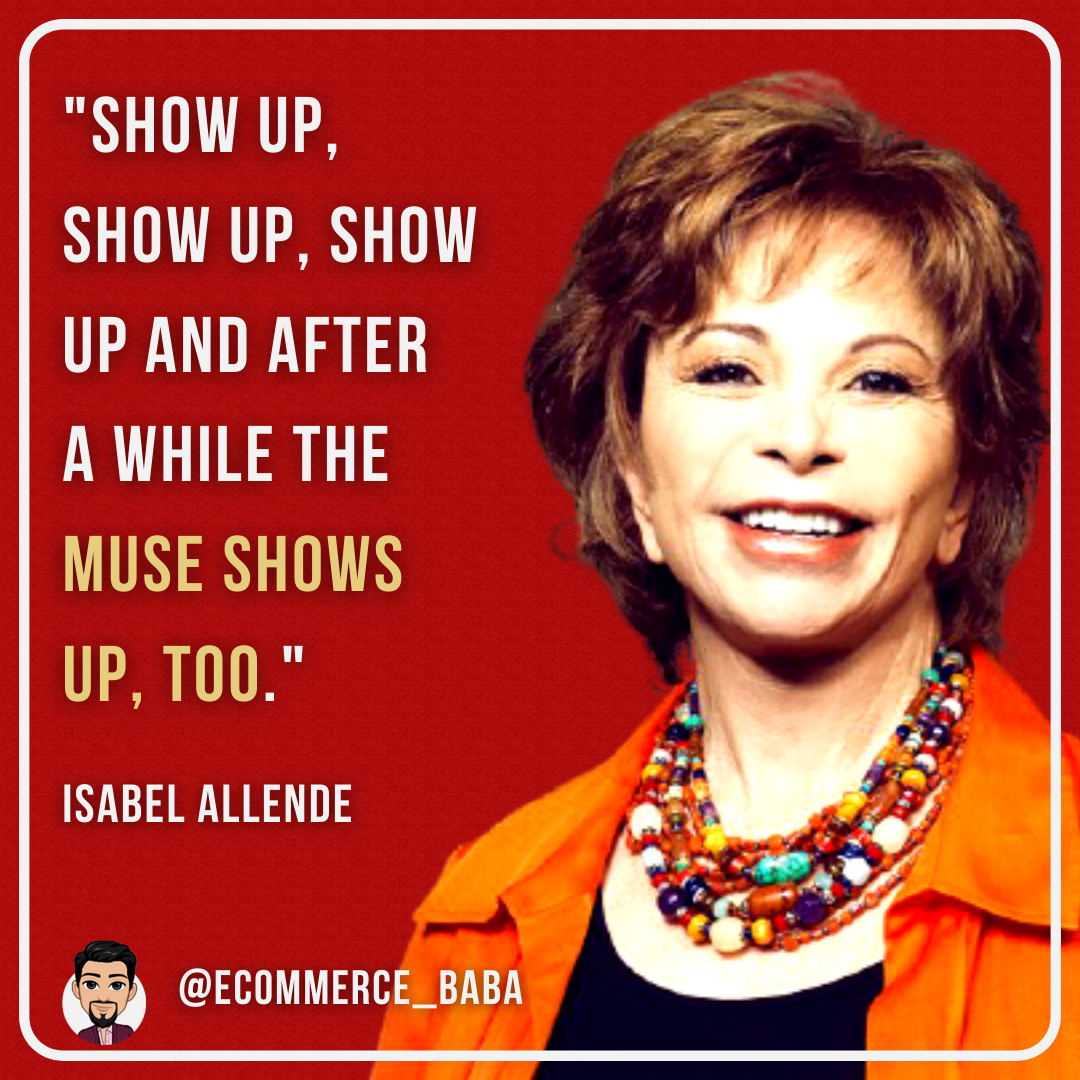 "SHOW UP,
SHOW UP, SHOW
UP AND AFTER
A WHILE THE
MUSE SHOWS
UP, TOO."
ISABEL ALLENDE
@ECOMMERCE_BABA